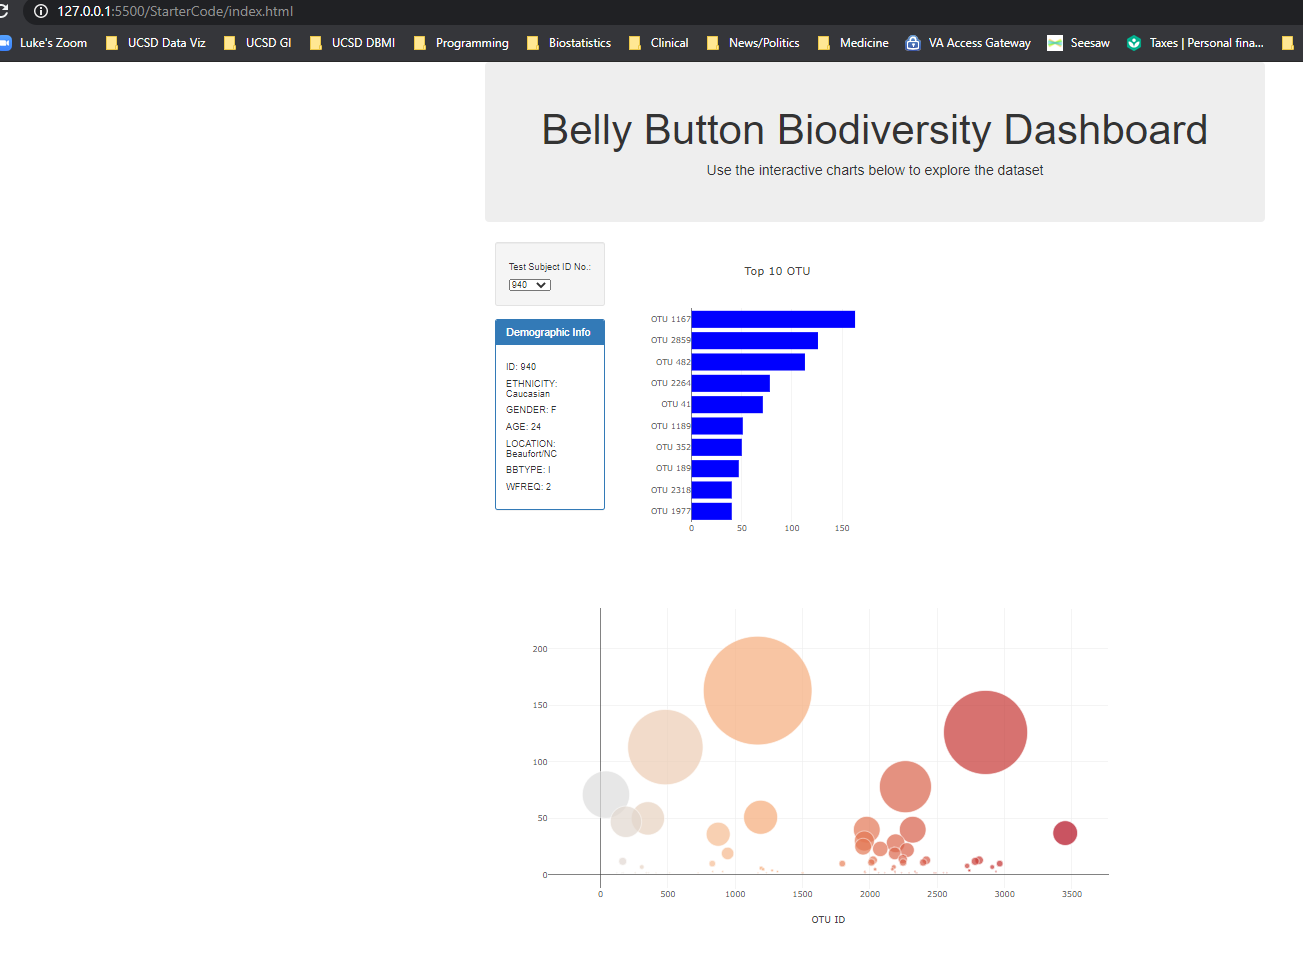 127.0.0.1:5500/StarterCode/index.html
Luke's Zoom UCSD Data Viz UCSD GI UCSD DBMI Programming Biostatistics Clinical News/Politics Medicine VA Access Gateway Seesaw Taxes | Personal fina...
Belly Button Biodiversity Dashboard
Use the interactive charts below to explore the dataset
Test Subject ID No.:
940
Demographic Info
ID: 940
ETHNICITY:
Caucasian
GENDER: F
AGE: 24
LOCATION:
Beaufort/NC
BBTYPE: I
WFREQ: 2
Top 10 OTU
OTU 1167
OTU 2859
OTU 482
OTU 2264
OTU 41
OTU 1189
OTU 352
OTU 189
OTU 2318
OTU 1977
0 50 100 150
200
150
100
50
0
0 500 1000 1500 2000 2500 3000 3500
OTU ID